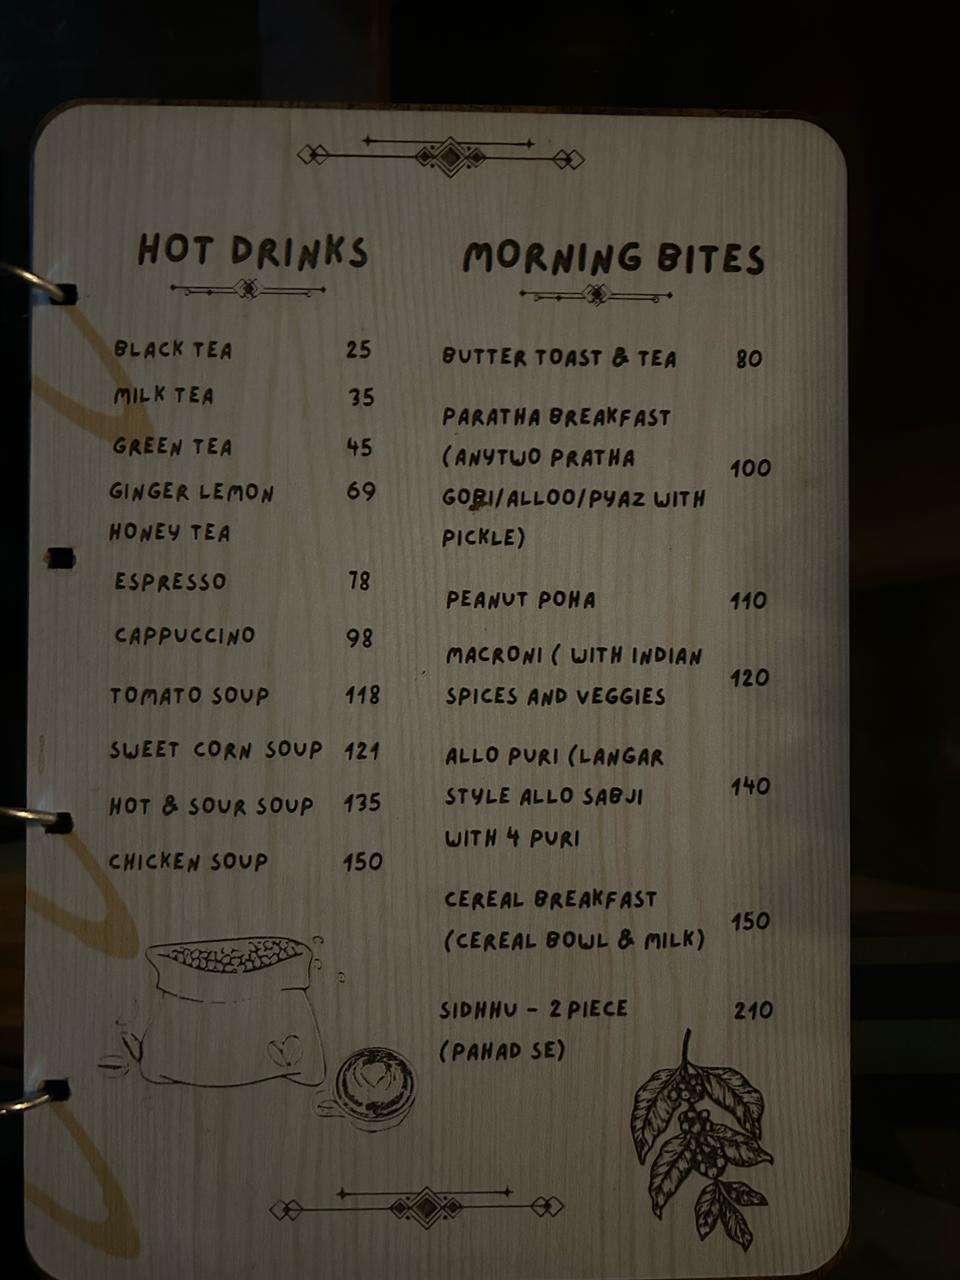 HOT DRINKS
BLACK TEA 25
MILK TEA 35
GREEN TEA 45
GINGER LEMON 69
HONEY TEA
ESPRESSO 78
CAPPUCCINO 98
TOMATO SOUP 118
SWEET CORN SOUP 121
HOT & SOUR SOUP 135
CHICKEN SOUP 150
MORNING BITES
BUTTER TOAST & TEA 80
PARATHA BREAKFAST
(ANYTWO PRATHA 100
GOBI/ALLOO/PYAZ WITH
PICKLE)
PEANUT POHA 110
MACRONI ( WITH INDIAN 120
SPICES AND VEGGIES
ALLO PURI (LANGAR
STYLE ALLO SABJI 140
WITH 4 PURI
CEREAL BREAKFAST 150
(CEREAL BOWL & MILK)
SIDHHU - 2 PIECE 210
(PAHAD SE)